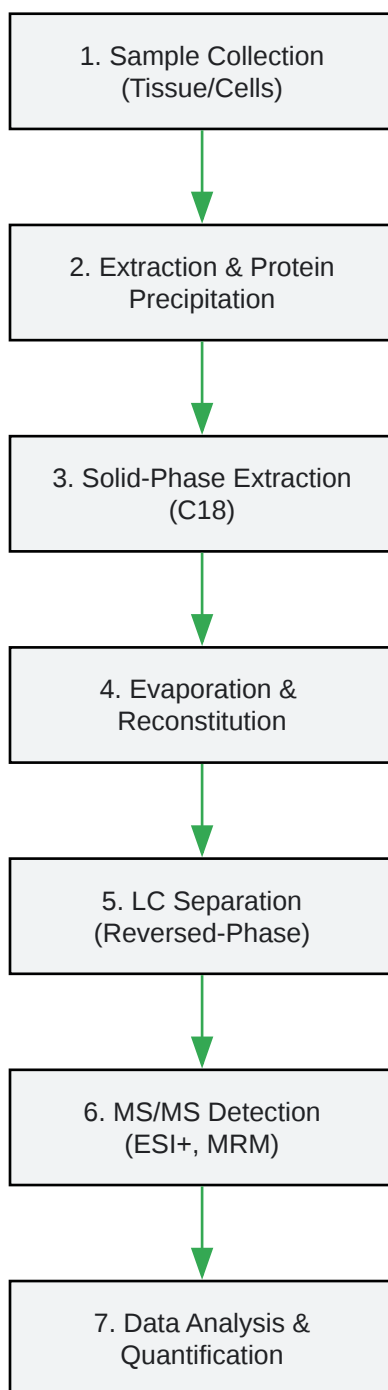 1. Sample Collection
(Tissue/Cells)
2. Extraction & Protein
Precipitation
3. Solid-Phase Extraction
(C18)
4. Evaporation &
Reconstitution
5. LC Separation
(Reversed-Phase)
6. MS/MS Detection
(ESI+, MRM)
7. Data Analysis &
Quantification